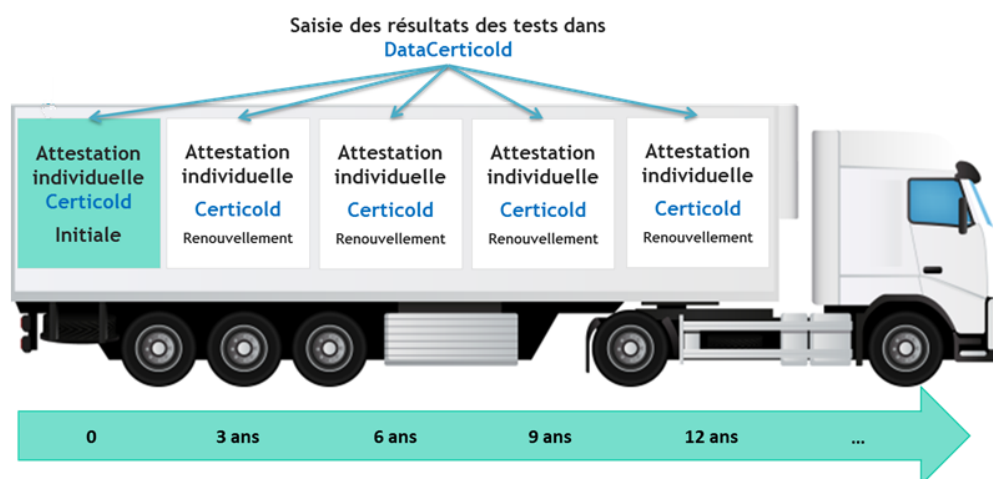 Saisie des résultats des tests dans
DataCerticold
Attestation
individuelle
Certicold
Initiale
Attestation
individuelle
Certicold
Renouvellement
Attestation
individuelle
Certicold
Renouvellement
Attestation
individuelle
Certicold
Renouvellement
Attestation
individuelle
Certicold
Renouvellement
0
3 ans
6 ans
9 ans
12 ans
...